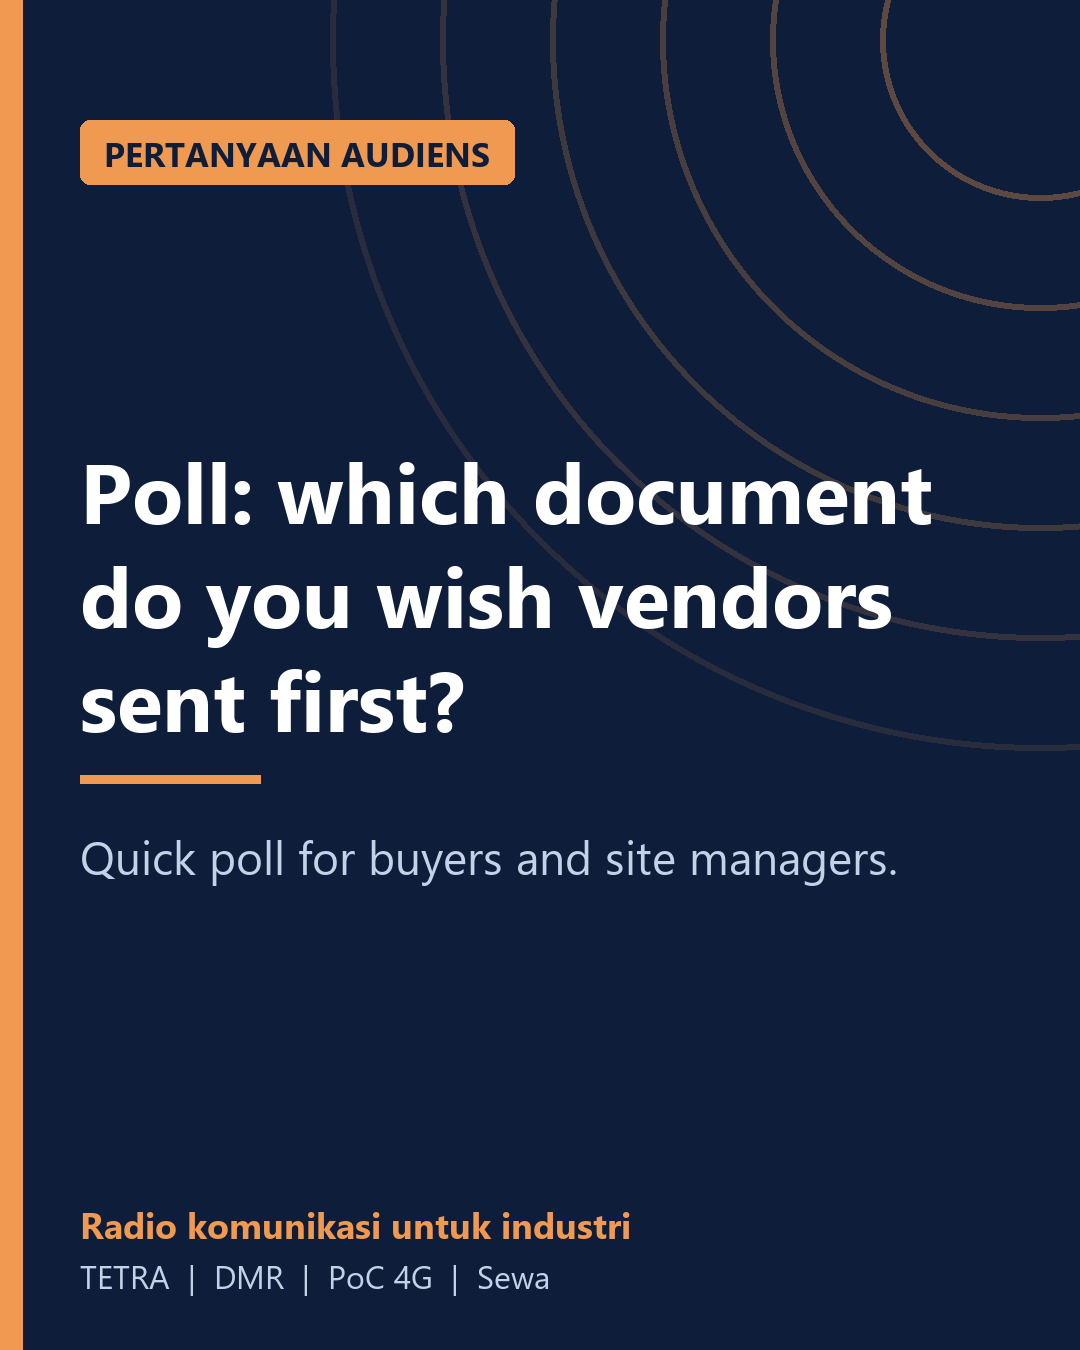 PERTANYAAN AUDIENS
Poll: which document
do you wish vendors
sent first?
Quick poll for buyers and site managers.
Radio komunikasi untuk industri
TETRA | DMR | PoC 4G | Sewa